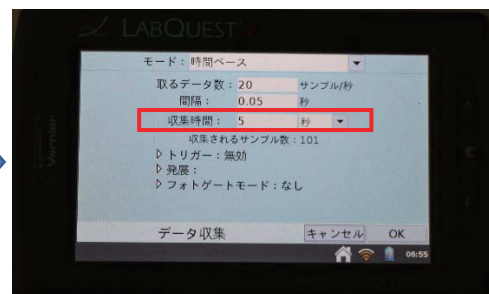 LABQUEST
モード：時間ベース
取るデータ数：20 サンプル/秒
間隔： 0.05 秒
収集時間： 5 秒
収集されるサンプル数：101
トリガー：無効
発展：
フォトゲートモード：なし
データ収集 キャンセル OK
06:55
Vernier